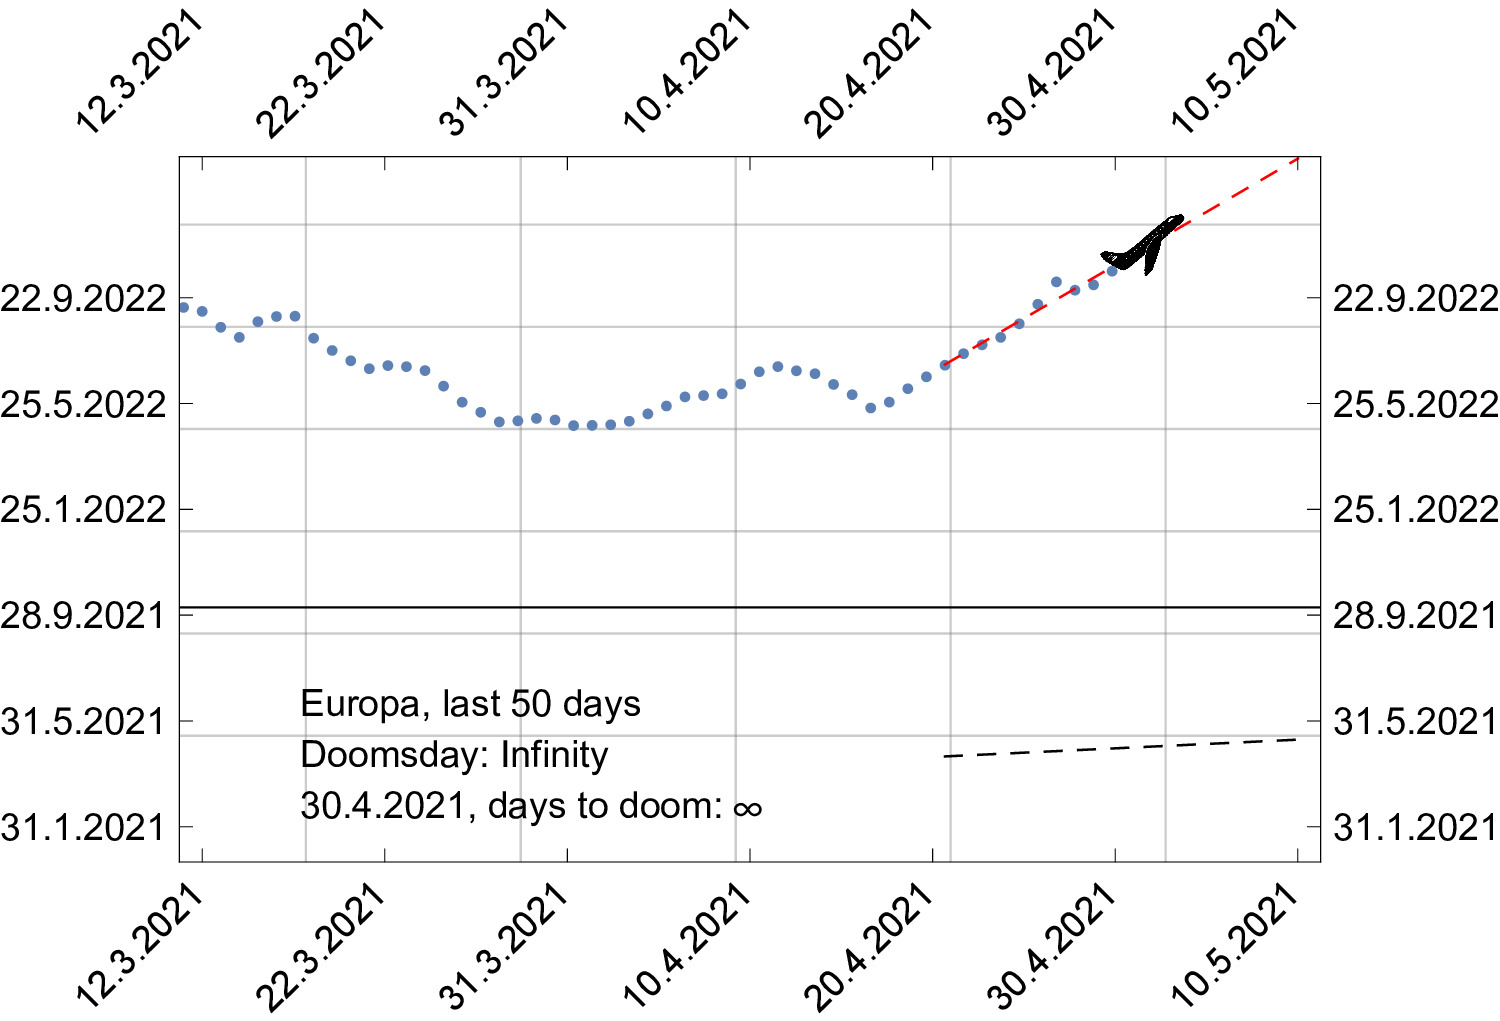 12.3.2021 22.3.2021 31.3.2021 10.4.2021 20.4.2021 30.4.2021 10.5.2021
22.9.2022 22.9.2022
25.5.2022 25.5.2022
25.1.2022 25.1.2022
28.9.2021 28.9.2021
Europa, last 50 days
31.5.2021 31.5.2021
Doomsday: Infinity
30.4.2021, days to doom: ∞
31.1.2021 31.1.2021
12.3.2021 22.3.2021 31.3.2021 10.4.2021 20.4.2021 30.4.2021 10.5.2021